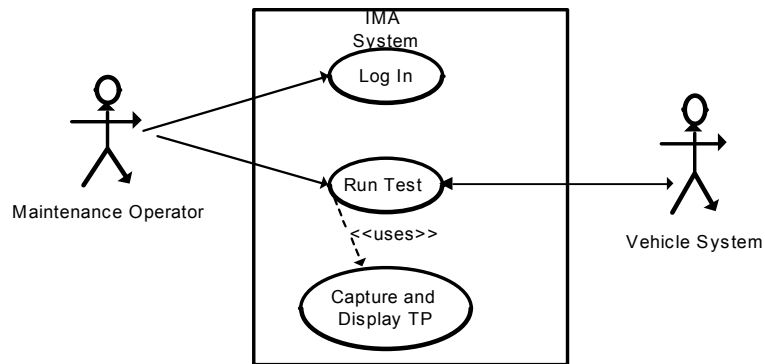 IMA
System
Log In
Run Test
Maintenance Operator
<<uses>>
Vehicle System
Capture and
Display TP